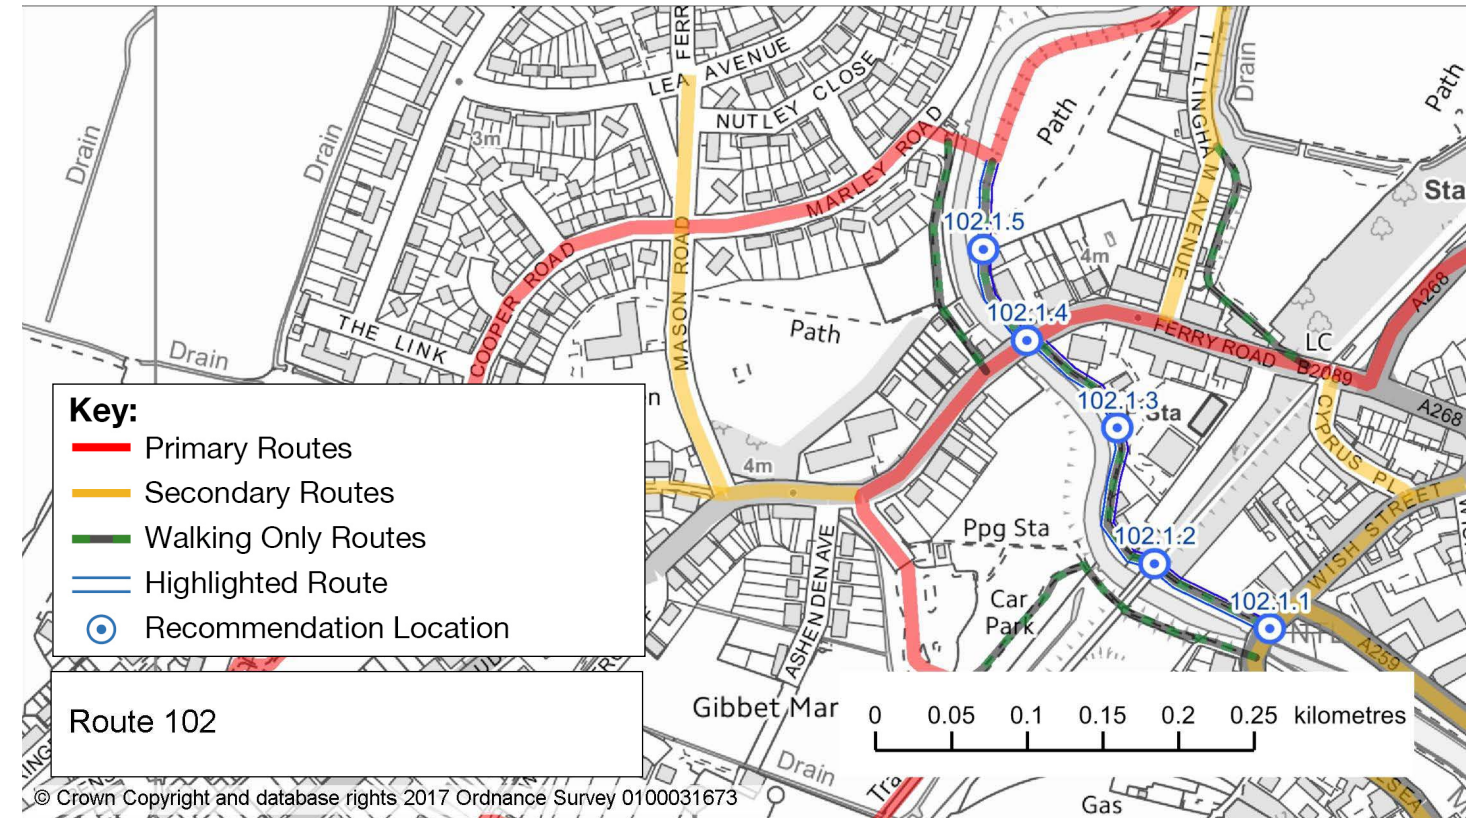 FERR
LEA AVENUE
NUTLEY CLOSE
Drain
Drain
3m
MARLEY ROAD
Path
TILLINGHAM AVENUE
Drain
Path
Sta
102.1.5
4m
COOPER ROAD
MASON ROAD
THE LINK
Drain
Path
102.1.4
FERRY ROAD
LC
B2089
A268
A268
102.1.3
Sta
CYPRUS PL
WISH STREET
4m
Ppg Sta
102.1.2
Car
Park
102.1.1
A259
ASHENDEN AVE
Key:
Primary Routes
Secondary Routes
Walking Only Routes
Highlighted Route
Recommendation Location
Route 102
Gibbet Mar
0 0.05 0.1 0.15 0.2 0.25 kilometres
Drain
Tra
Gas
SEA
© Crown Copyright and database rights 2017 Ordnance Survey 0100031673